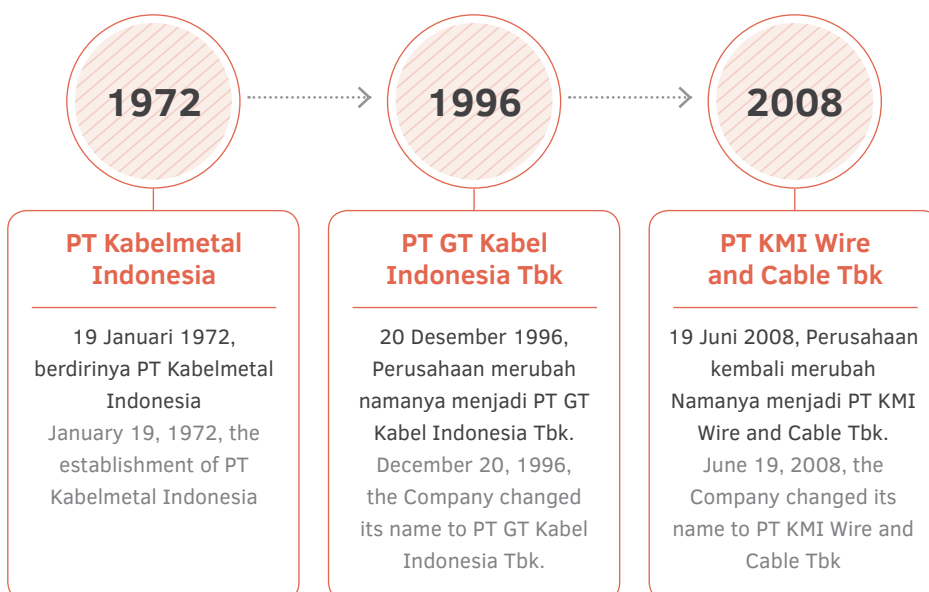 1972
PT Kabelmetal
Indonesia
19 Januari 1972,
berdirinya PT Kabelmetal
Indonesia
January 19, 1972, the
establishment of PT
Kabelmetal Indonesia
1996
PT GT Kabel
Indonesia Tbk
20 Desember 1996,
Perusahaan merubah
namanya menjadi PT GT
Kabel Indonesia Tbk.
December 20, 1996,
the Company changed
its name to PT GT Kabel
Indonesia Tbk.
2008
PT KMI Wire
and Cable Tbk
19 Juni 2008, Perusahaan
kembali merubah
Namanya menjadi PT KMI
Wire and Cable Tbk.
June 19, 2008, the
Company changed its
name to PT KMI Wire and
Cable Tbk